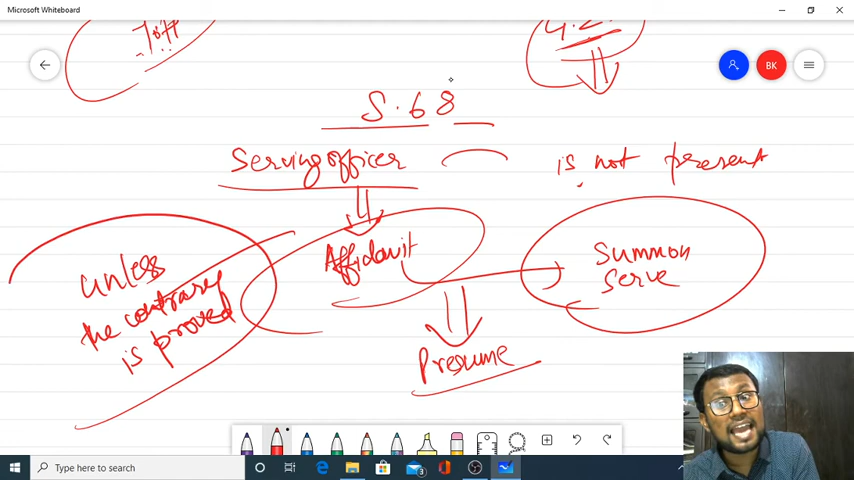 Microsoft Whiteboard
BK
S.68
Serving officer
is not present
Affidavit
Summon
Serve
unless
the contrary
is proved
Presume
3
Type here to search